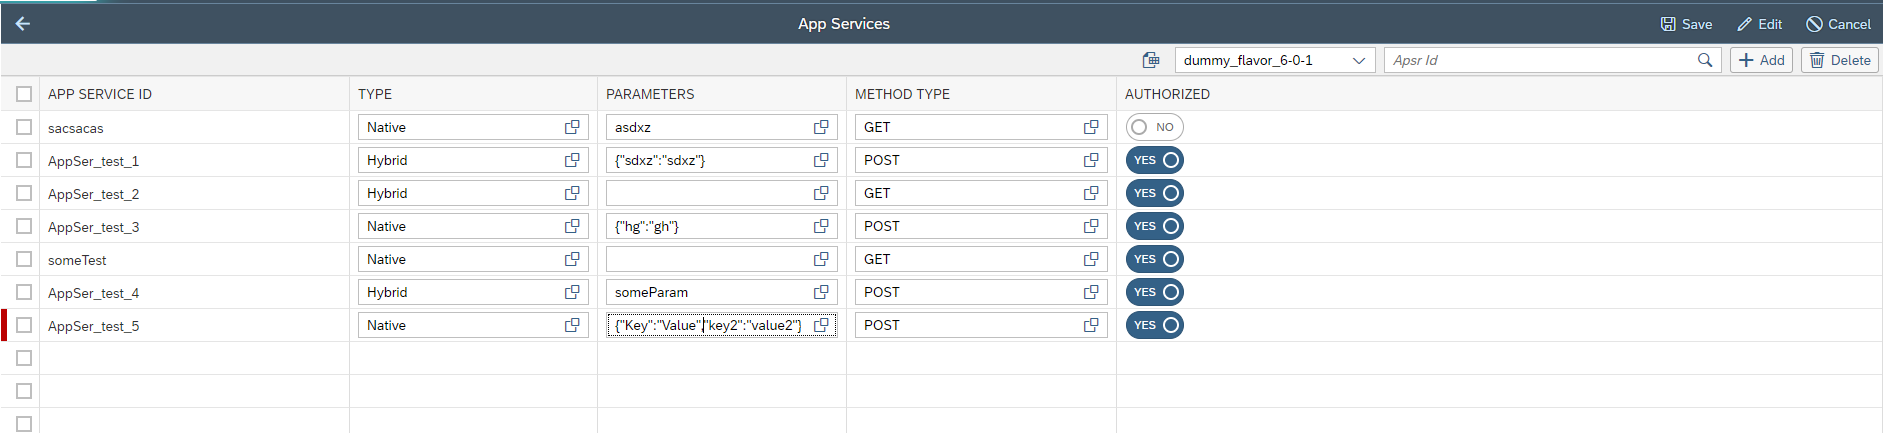 App Services
Save Edit Cancel
dummy_flavor_6-0-1 Apsr Id Add Delete
APP SERVICE ID TYPE PARAMETERS METHOD TYPE AUTHORIZED
sacsacas Native asdxz GET NO
AppSer_test_1 Hybrid {"sdxz":"sdxz"} POST YES
AppSer_test_2 Hybrid GET YES
AppSer_test_3 Native {"hg":"gh"} POST YES
someTest Native GET YES
AppSer_test_4 Hybrid someParam POST YES
AppSer_test_5 Native {"Key":"Value","key2":"value2"} POST YES